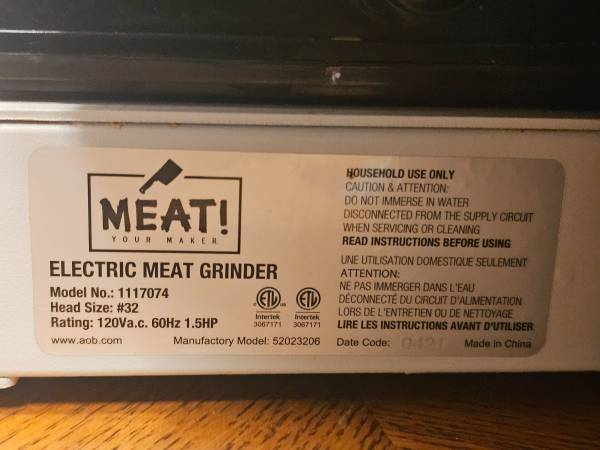 MEAT!
YOUR MAKER
ELECTRIC MEAT GRINDER
Model No.: 1117074
Head Size: #32
Rating: 120Va.c. 60Hz 1.5HP
www.aob.com
Manufactory Model: 52023206
ETL
Intertek
3067171
ETL
Intertek
3067171
HOUSEHOLD USE ONLY
CAUTION & ATTENTION:
DO NOT IMMERSE IN WATER
DISCONNECTED FROM THE SUPPLY CIRCUIT
WHEN SERVICING OR CLEANING
READ INSTRUCTIONS BEFORE USING
UNE UTILISATION DOMESTIQUE SEULEMENT
ATTENTION:
NE PAS IMMERGER DANS L'EAU
DÉCONNECTÉ DU CIRCUIT D'ALIMENTATION
LORS DE L'ENTRETIEN OU DE NETTOYAGE
LIRE LES INSTRUCTIONS AVANT D'UTILISER
Date Code: 0421 Made in China